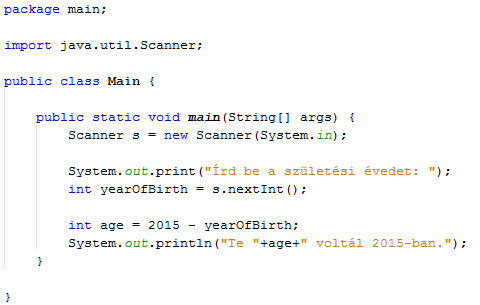 package main;

import java.util.Scanner;

public class Main {

    public static void main(String[] args) {
        Scanner s = new Scanner(System.in);

        System.out.print("Írd be a születési évedet: ");
        int yearOfBirth = s.nextInt();

        int age = 2015 - yearOfBirth;
        System.out.println("Te "+age+" voltál 2015-ban.");
    }

}